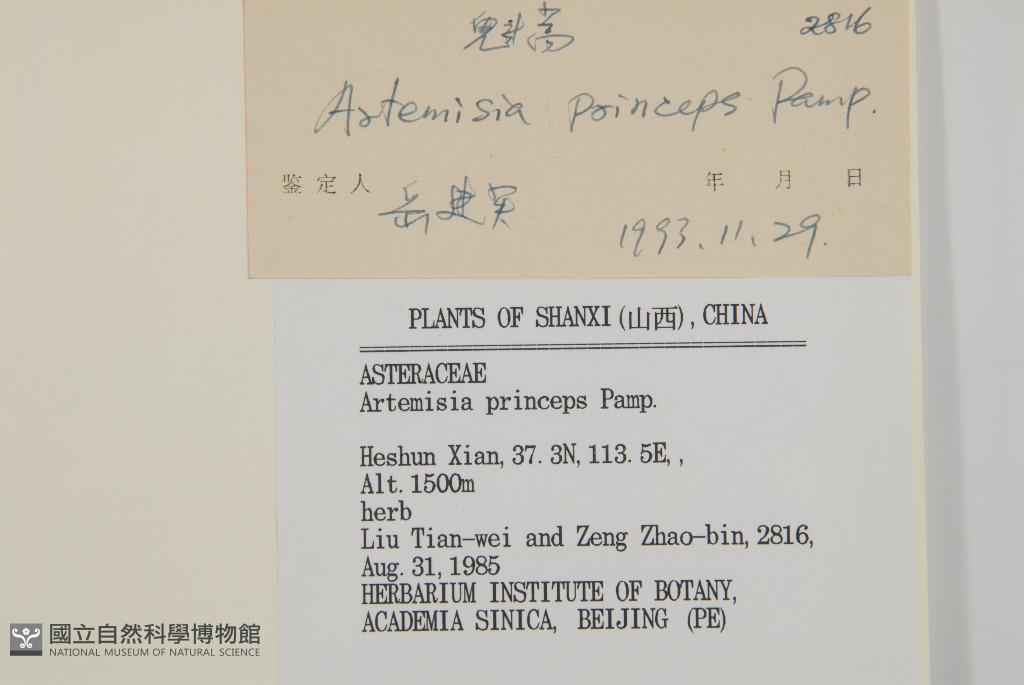 魁蒿 2816
Artemisia princeps Pamp.
鉴定人 年 月 日
岳建英
1993.11.29.
PLANTS OF SHANXI (山西), CHINA
ASTERACEAE
Artemisia princeps Pamp.
Heshun Xian, 37. 3N, 113. 5E, ,
Alt. 1500m
herb
Liu Tian-wei and Zeng Zhao-bin, 2816,
Aug. 31, 1985
HERBARIUM INSTITUTE OF BOTANY,
ACADEMIA SINICA, BEIJING (PE)
國立自然科學博物館
NATIONAL MUSEUM OF NATURAL SCIENCE